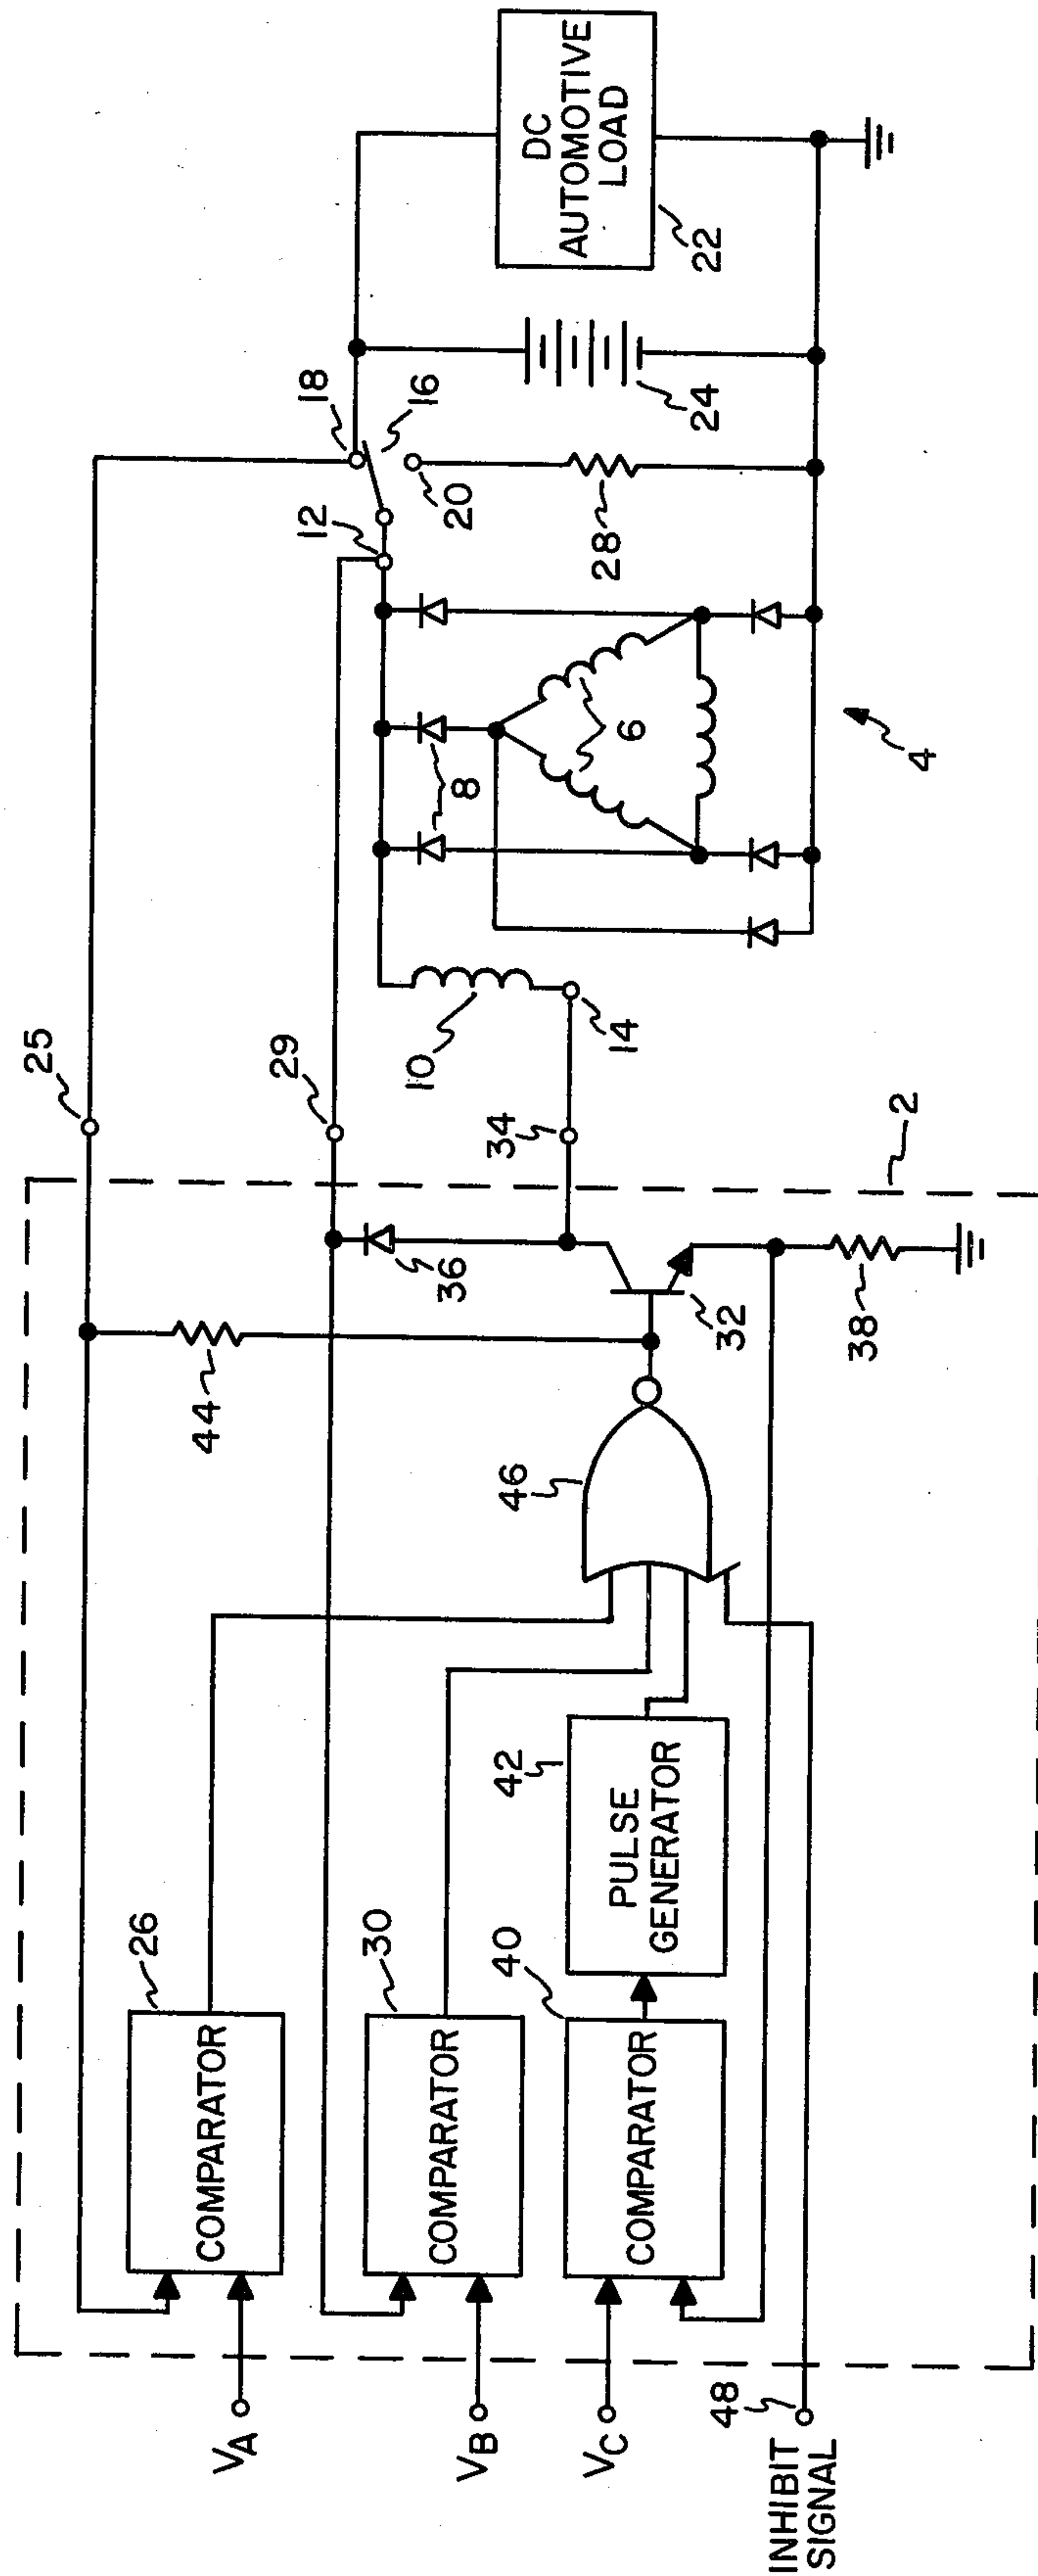 25
29
18
16
12
20
DC
AUTOMOTIVE
LOAD
22
24
28
8
6
4
10
14
34
2
44
36
32
38
46
26
COMPARATOR
30
COMPARATOR
40
COMPARATOR
42
PULSE
GENERATOR
VA
VB
VC
48
INHIBIT
SIGNAL